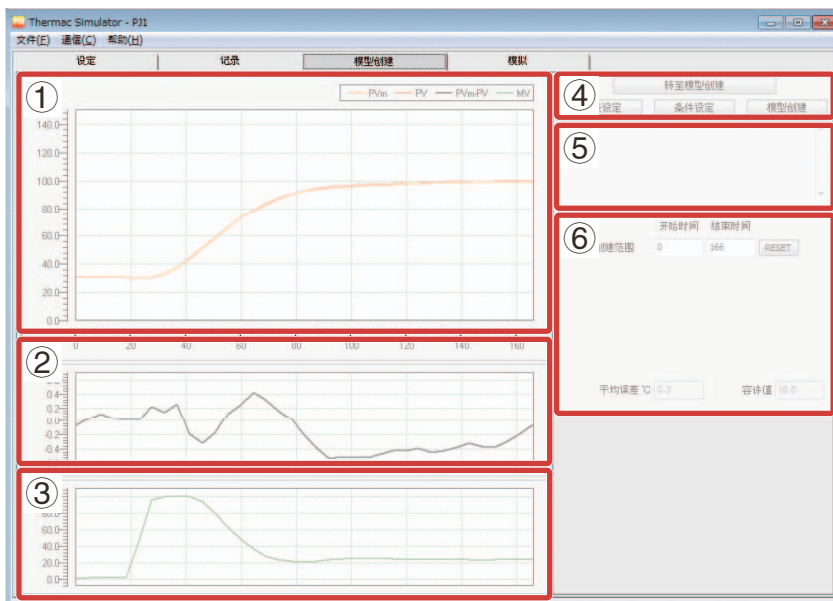 Thermac Simulator - PJ1
文件(F) 通信(C) 帮助(H)
设定 记录 模型创建 模拟
①
PVm PV PVm-PV MV
140.0
120.0
100.0
80.0
60.0
40.0
20.0
0.0
0 20 40 60 80 100 120 140 160
②
0.4
0.2
0.0
-0.2
-0.4
③
80.0
60.0
40.0
20.0
0.0
④
转至模型创建
设定 条件设定 模型创建
⑤
⑥
开始时间 结束时间
创建范围 0 166 RESET
平均误差 ℃ 0.3 容许值 10.0